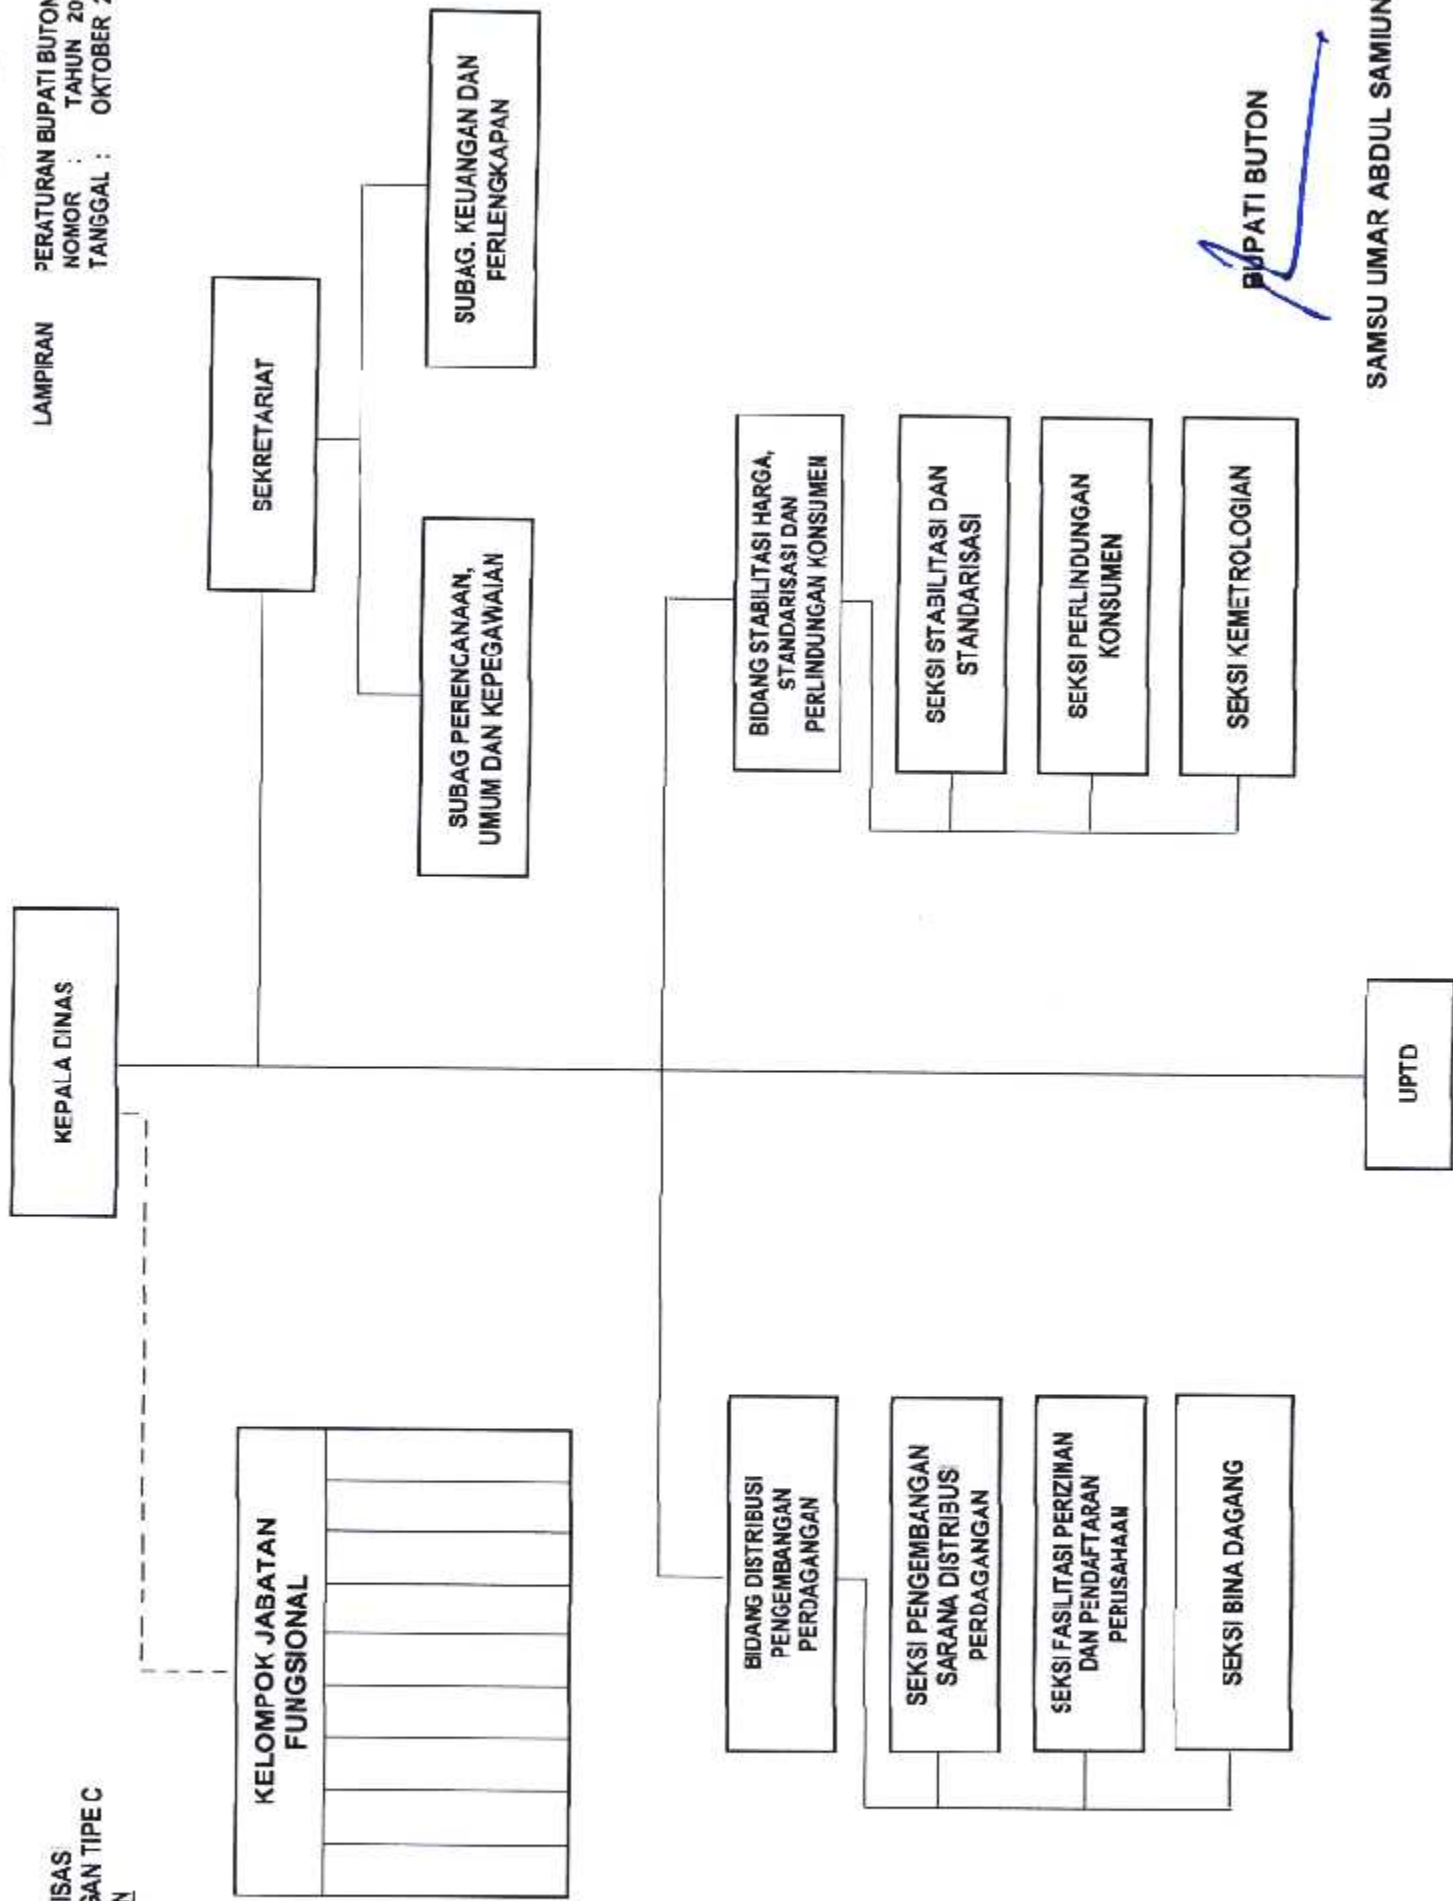 ISAS
GAN TIPE C
N
LAMPIRAN PERATURAN BUPATI BUTON
NOMOR : TAHUN 20
TANGGAL : OKTOBER 2
KEPALA DINAS
SEKRETARIAT
KELOMPOK JABATAN
FUNGSIONAL
SUBAG PERENCANAAN,
UMUM DAN KEPEGAWAIAN
SUBAG. KEUANGAN DAN
PERLENGKAPAN
BIDANG DISTRIBUSI
PENGEMBANGAN
PERDAGANGAN
SEKSI PENGEMBANGAN
SARANA DISTRIBUSI
PERDAGANGAN
SEKSI FASILITASI PERIZINAN
DAN PENDAFTARAN
PERUSAHAAN
SEKSI BINA DAGANG
BIDANG STABILITASI HARGA,
STANDARISASI DAN
PERLINDUNGAN KONSUMEN
SEKSI STABILITASI DAN
STANDARISASI
SEKSI PERLINDUNGAN
KONSUMEN
SEKSI KEMETROLOGIAN
UPTD
BUPATI BUTON
SAMSU UMAR ABDUL SAMIUN